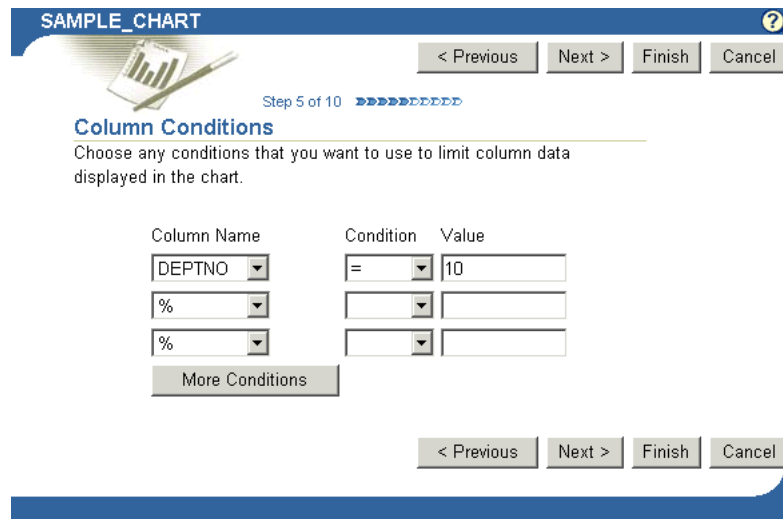 SAMPLE_CHART ?
< Previous Next > Finish Cancel
Step 5 of 10
Column Conditions
Choose any conditions that you want to use to limit column data
displayed in the chart.
Column Name Condition Value
DEPTNO = 10
%
%
More Conditions
< Previous Next > Finish Cancel